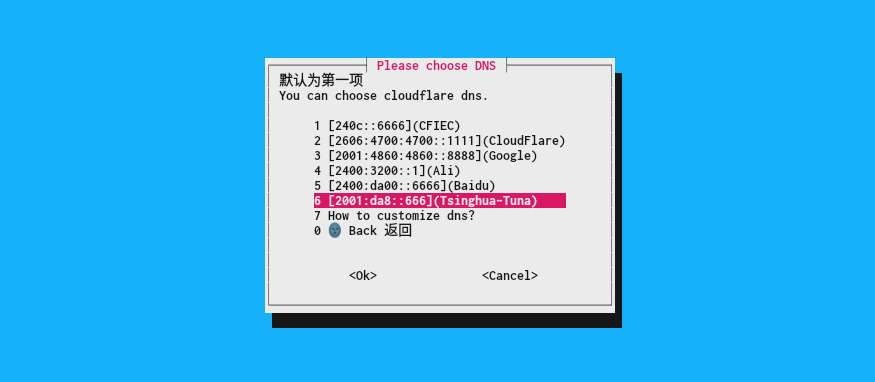 Please choose DNS
默认为第一项
You can choose cloudflare dns.
1 [240c::6666](CFIEC)
2 [2606:4700:4700::1111](CloudFlare)
3 [2001:4860:4860::8888](Google)
4 [2400:3200::1](Ali)
5 [2400:da00::6666](Baidu)
6 [2001:da8::666](Tsinghua-Tuna)
7 How to customize dns?
0 🌚 Back 返回
<Ok> <Cancel>